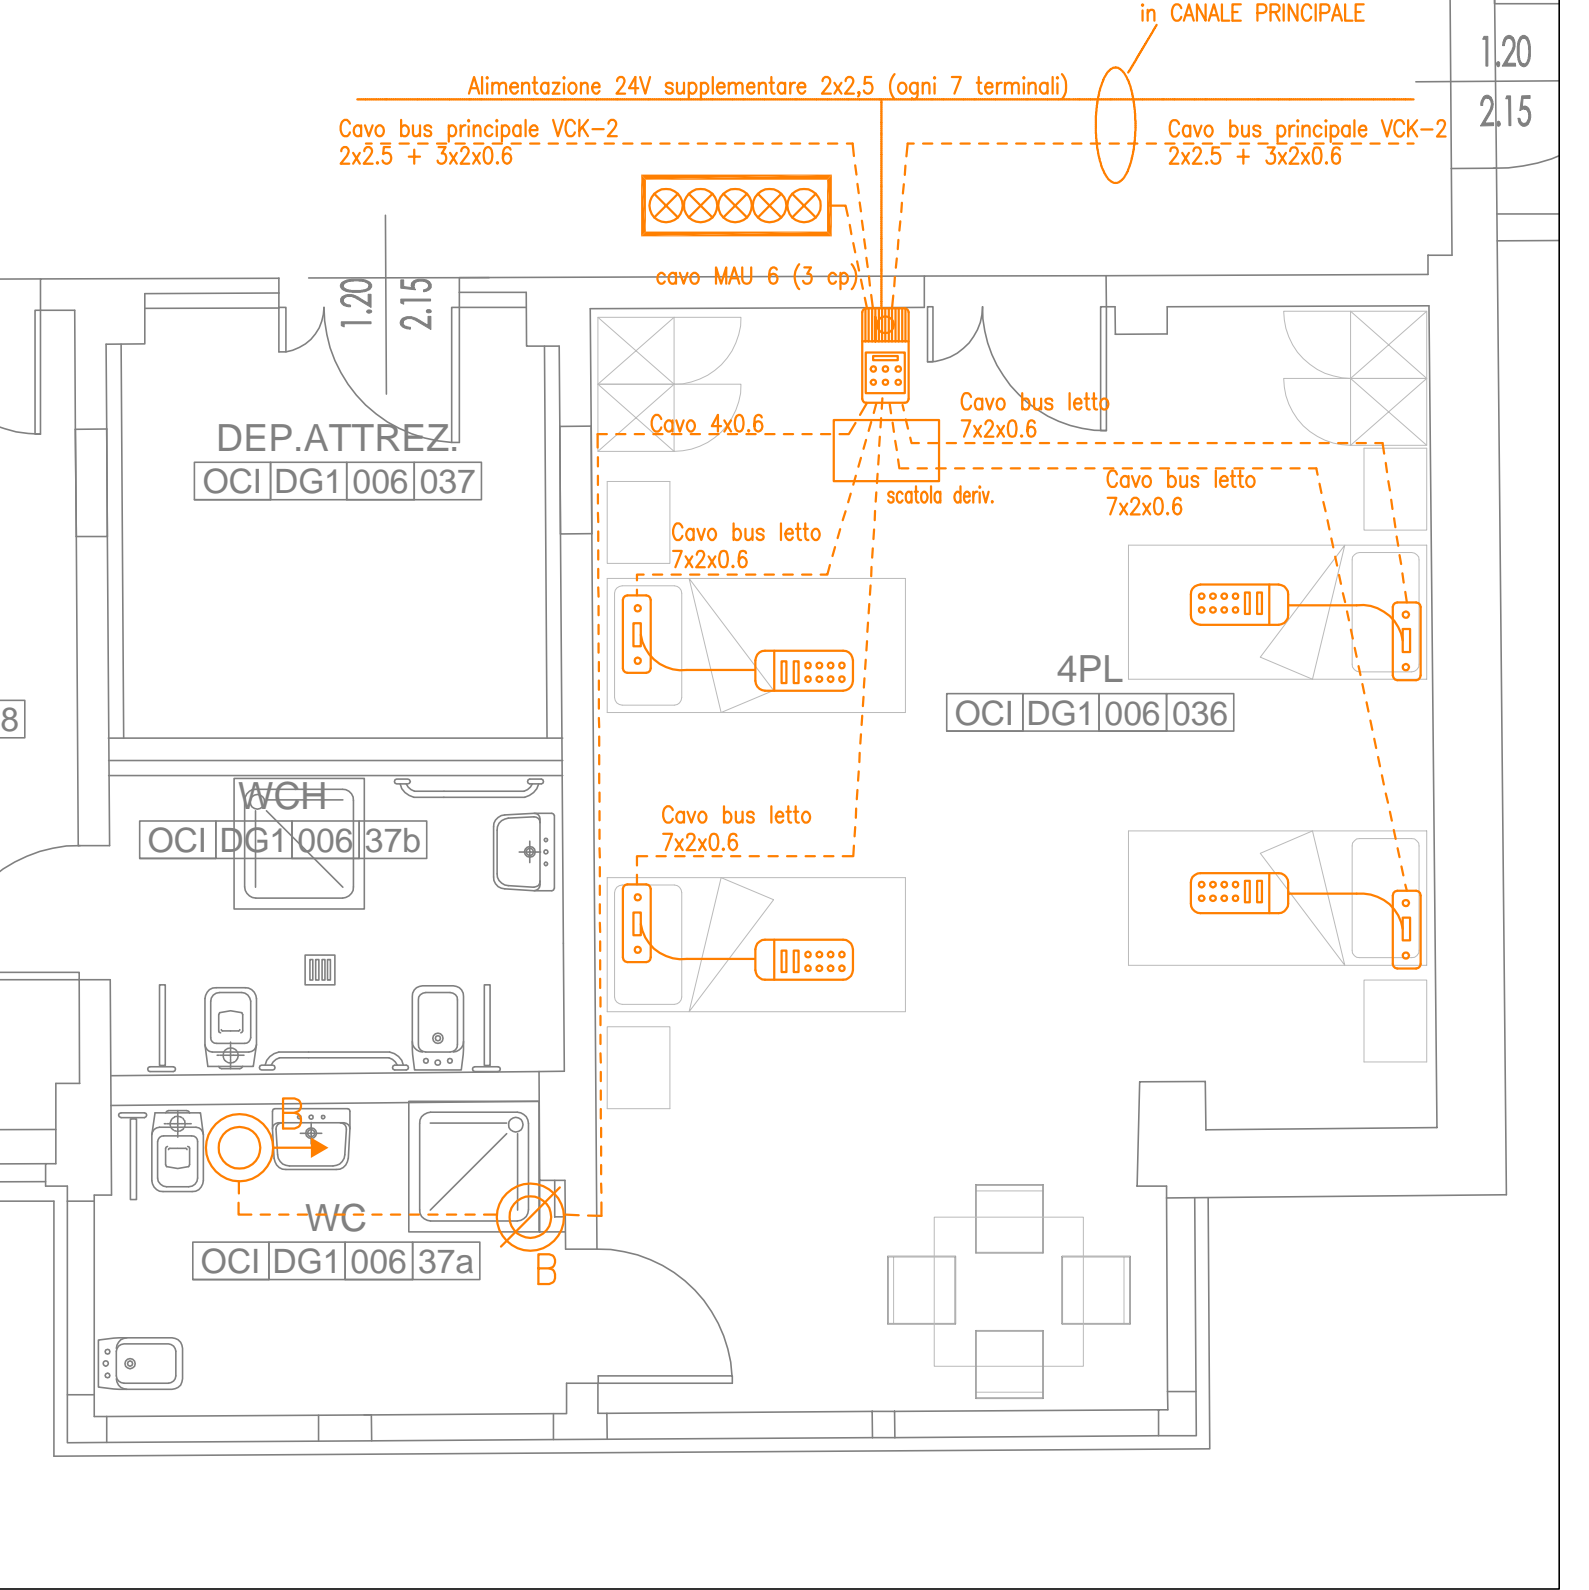 in CANALE PRINCIPALE
1.20
2.15
Alimentazione 24V supplementare 2x2,5 (ogni 7 terminali)
Cavo bus principale VCK-2
2x2.5 + 3x2x0.6
Cavo bus principale VCK-2
2x2.5 + 3x2x0.6
cavo MAU 6 (3 cp)
1.20
2.15
DEP.ATTREZ.
OCI DG1 006 037
Cavo 4x0.6
Cavo bus letto
7x2x0.6
Cavo bus letto
7x2x0.6
scatola deriv.
Cavo bus letto
7x2x0.6
4PL
OCI DG1 006 036
8
WCH
OCI DG1 006 37b
Cavo bus letto
7x2x0.6
B
WC
OCI DG1 006 37a
B